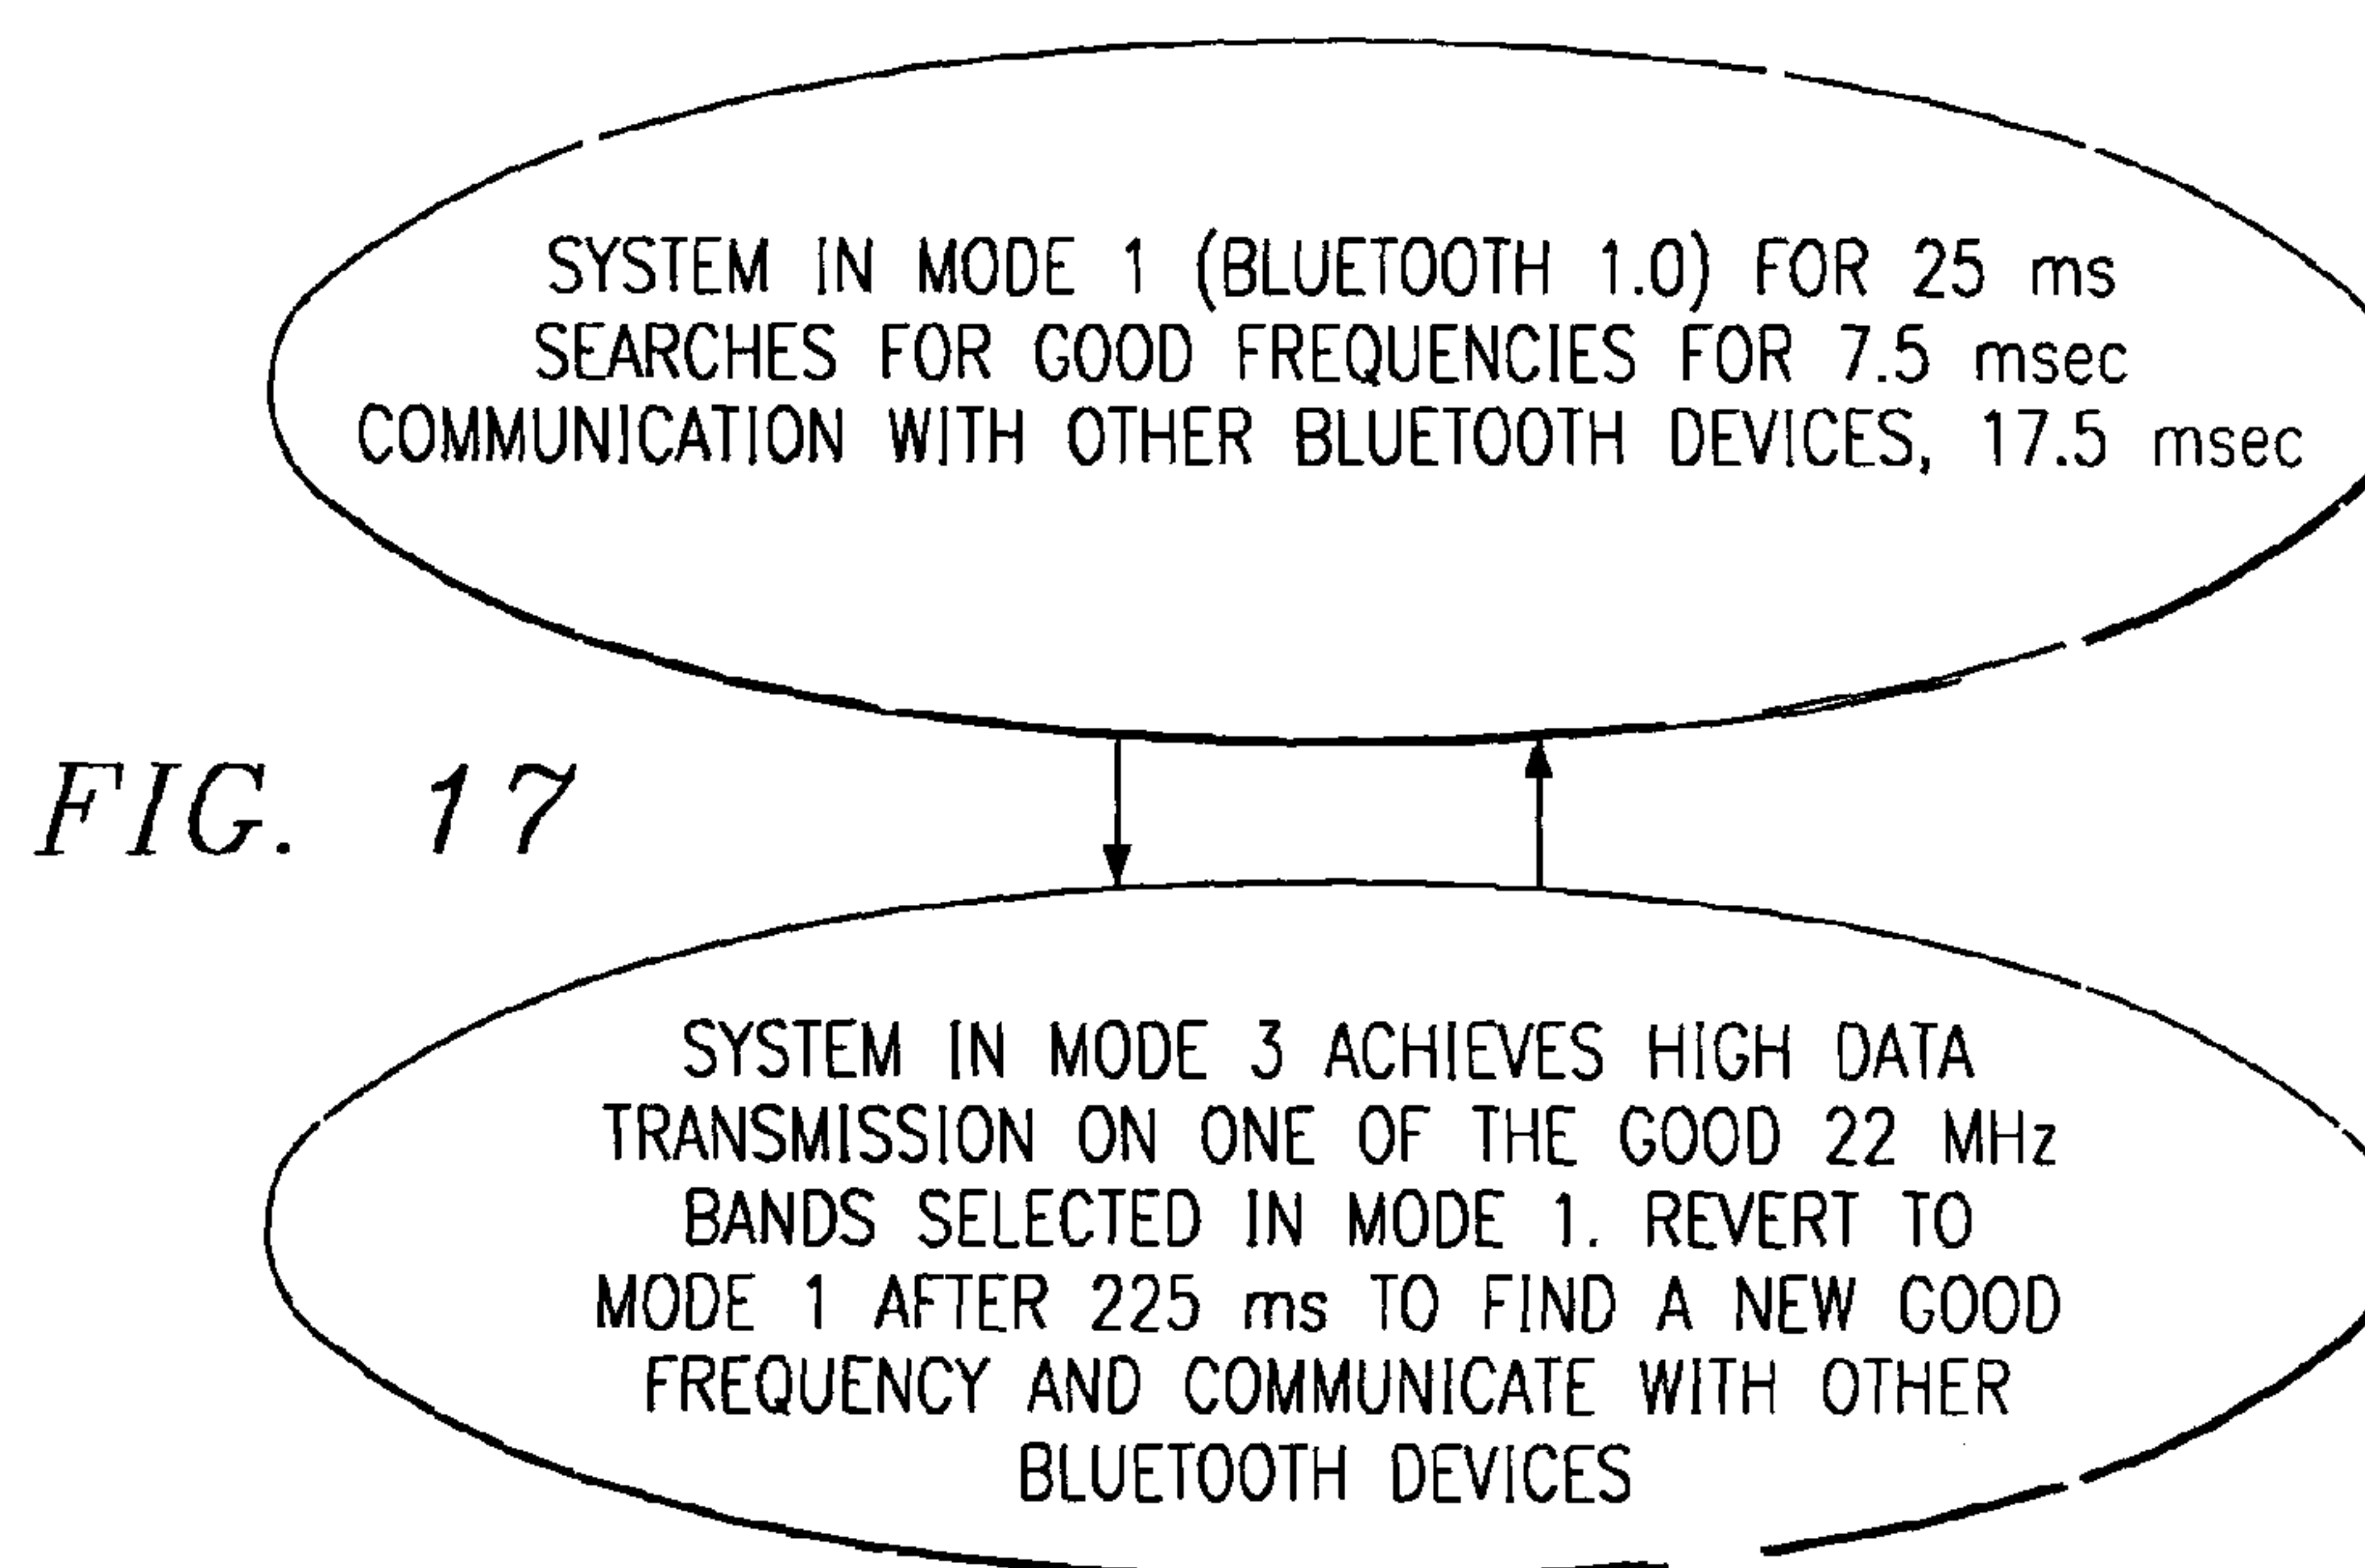 SYSTEM IN MODE 1 (BLUETOOTH 1.0) FOR 25 ms
SEARCHES FOR GOOD FREQUENCIES FOR 7.5 msec
COMMUNICATION WITH OTHER BLUETOOTH DEVICES, 17.5 msec
FIG. 17
SYSTEM IN MODE 3 ACHIEVES HIGH DATA
TRANSMISSION ON ONE OF THE GOOD 22 MHz
BANDS SELECTED IN MODE 1. REVERT TO
MODE 1 AFTER 225 ms TO FIND A NEW GOOD
FREQUENCY AND COMMUNICATE WITH OTHER
BLUETOOTH DEVICES